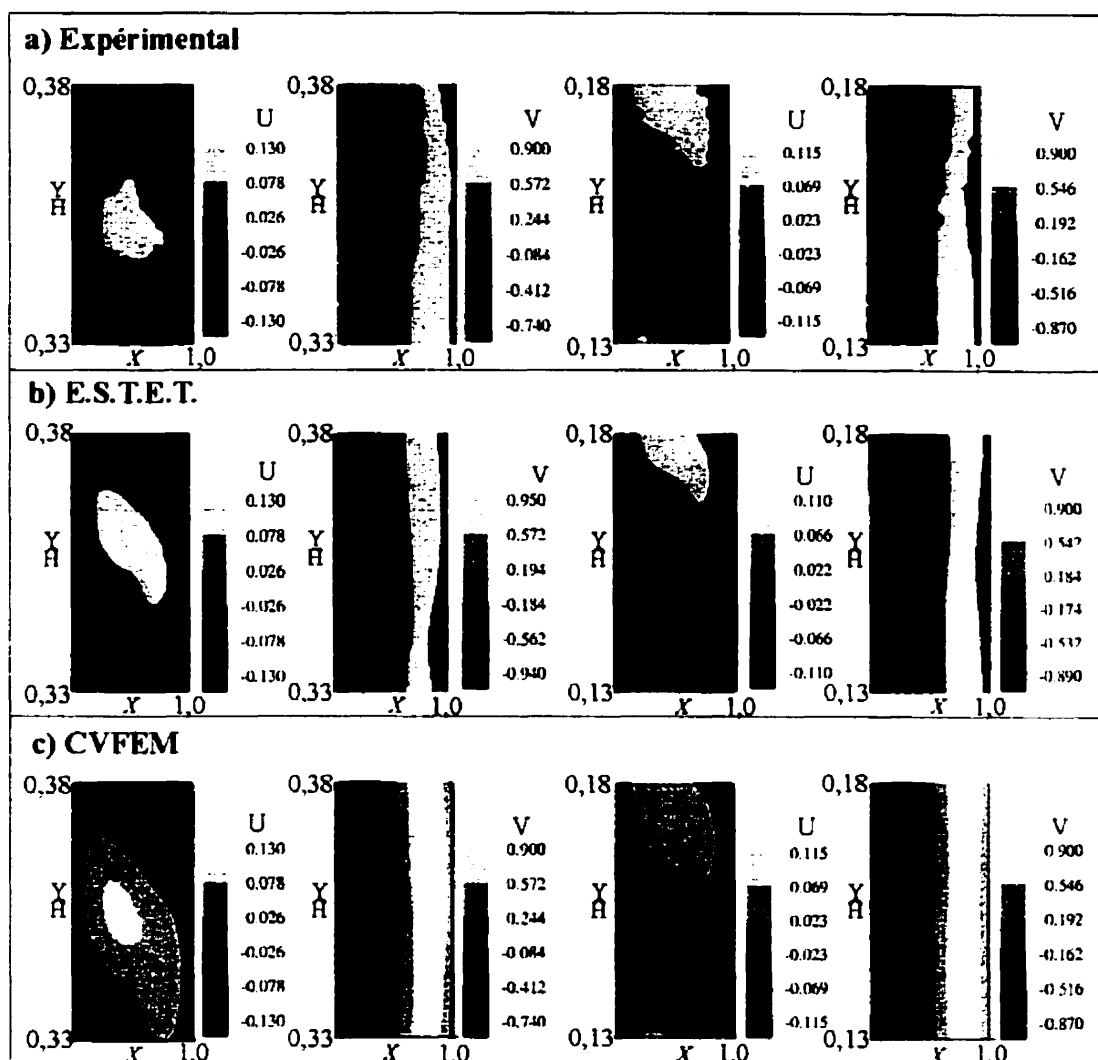 a) Expérimental
0,38
0,33
Y
H
X 1,0
U
0.130
0.078
0.026
-0.026
-0.078
-0.130
0,38
0,33
Y
H
X 1,0
V
0.900
0.572
0.244
-0.084
-0.412
-0.740
0,18
0,13
Y
H
X 1,0
U
0.115
0.069
0.023
-0.023
-0.069
-0.115
0,18
0,13
Y
H
X 1,0
V
0.900
0.546
0.192
-0.162
-0.516
-0.870
b) E.S.T.E.T.
0,38
0,33
Y
H
X 1,0
U
0.130
0.078
0.026
-0.026
-0.078
-0.130
0,38
0,33
Y
H
X 1,0
V
0.950
0.572
0.194
-0.184
-0.562
-0.940
0,18
0,13
Y
H
X 1,0
U
0.110
0.066
0.022
-0.022
-0.066
-0.110
0,18
0,13
Y
H
X 1,0
V
0.900
0.542
0.184
-0.174
-0.532
-0.890
c) CVFEM
0,38
0,33
Y
H
X 1,0
U
0.130
0.078
0.026
-0.026
-0.078
-0.130
0,38
0,33
Y
H
X 1,0
V
0.900
0.572
0.244
-0.084
-0.412
-0.740
0,18
0,13
Y
H
X 1,0
U
0.115
0.069
0.023
-0.023
-0.069
-0.115
0,18
0,13
Y
H
X 1,0
V
0.900
0.546
0.192
-0.162
-0.516
-0.870